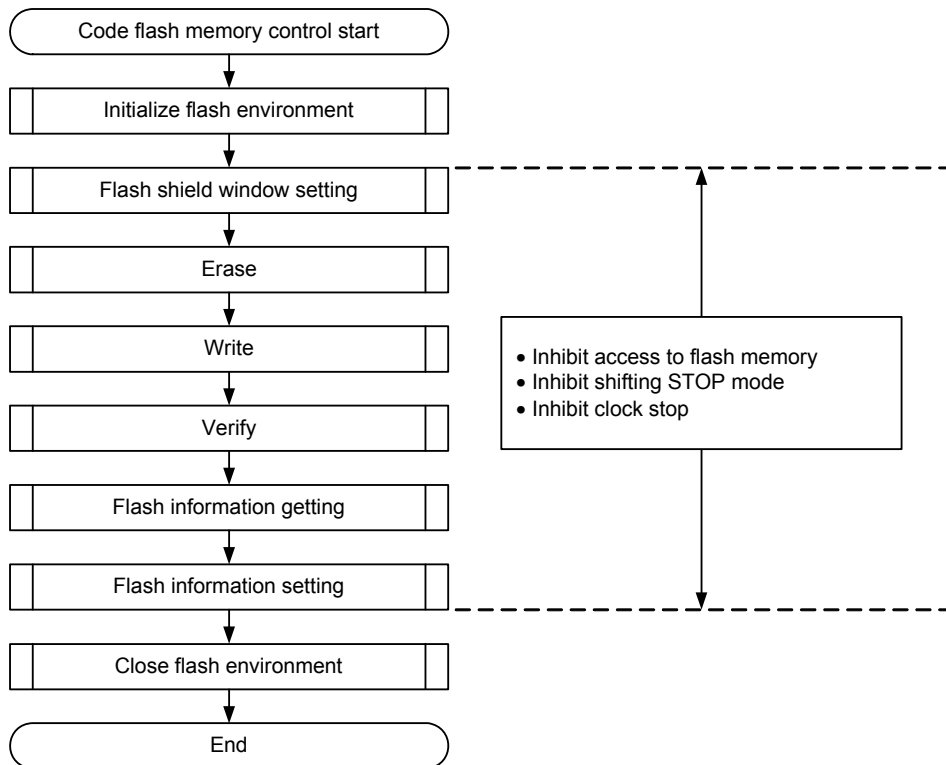 Code flash memory control start
Initialize flash environment
Flash shield window setting
Erase
Write
Verify
Flash information getting
Flash information setting
Close flash environment
End
• Inhibit access to flash memory
• Inhibit shifting STOP mode
• Inhibit clock stop